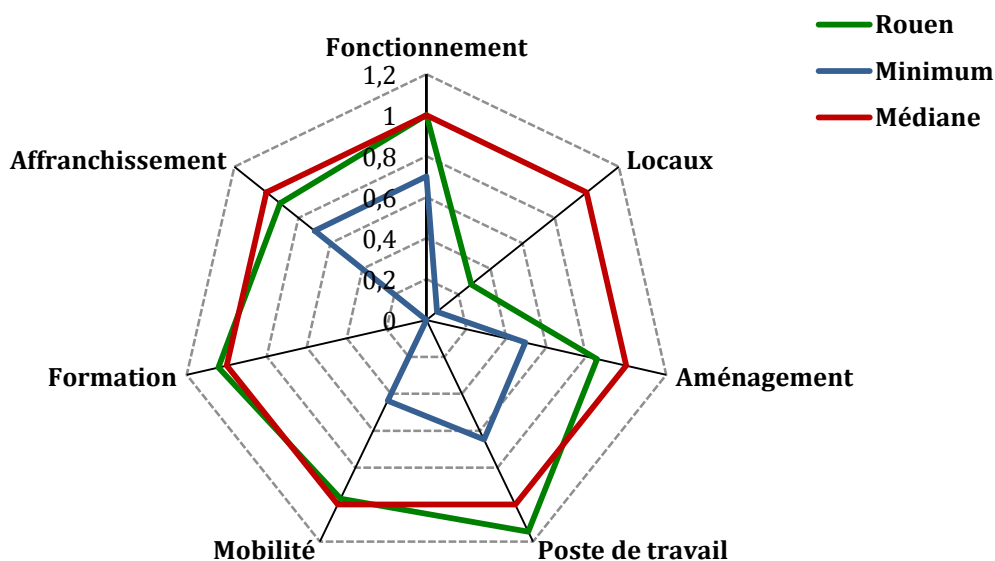 Rouen
Minimum
Médiane
Fonctionnement
Locaux
Aménagement
Poste de travail
Mobilité
Formation
Affranchissement
1,2
1
0,8
0,6
0,4
0,2
0